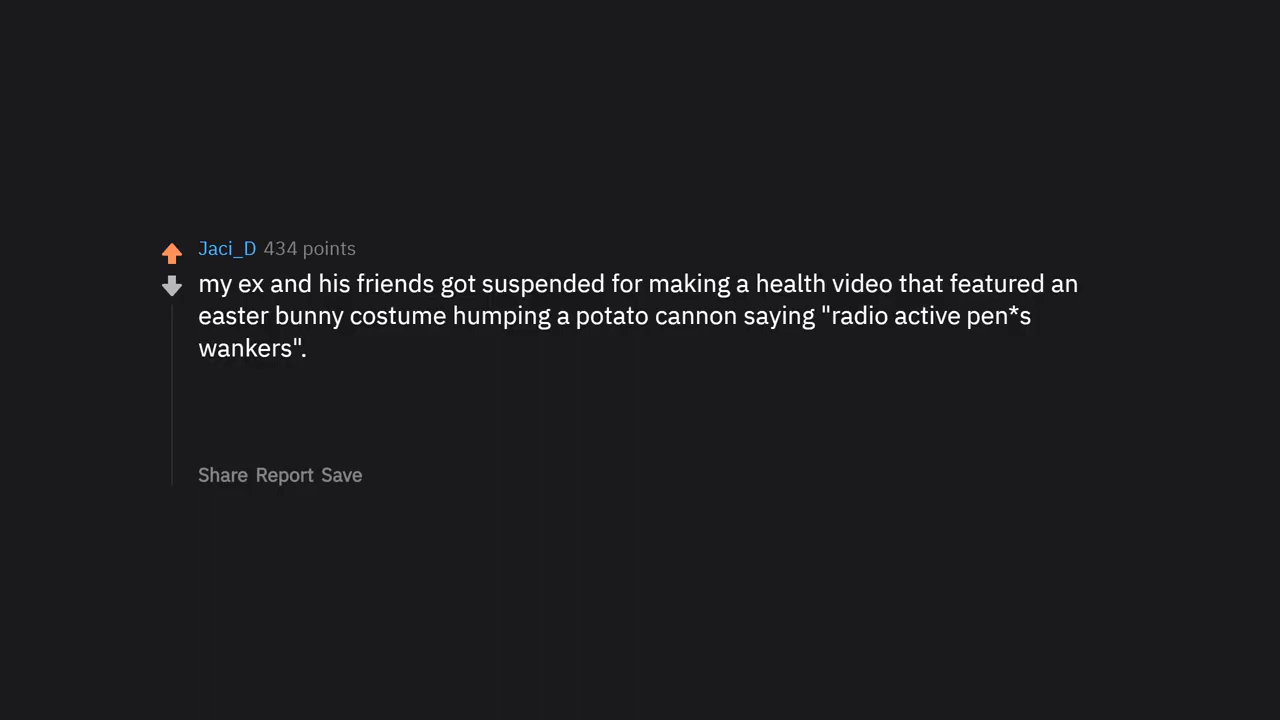 Jaci_D 434 points
my ex and his friends got suspended for making a health video that featured an
easter bunny costume humping a potato cannon saying "radio active pen*s
wankers".
Share Report Save